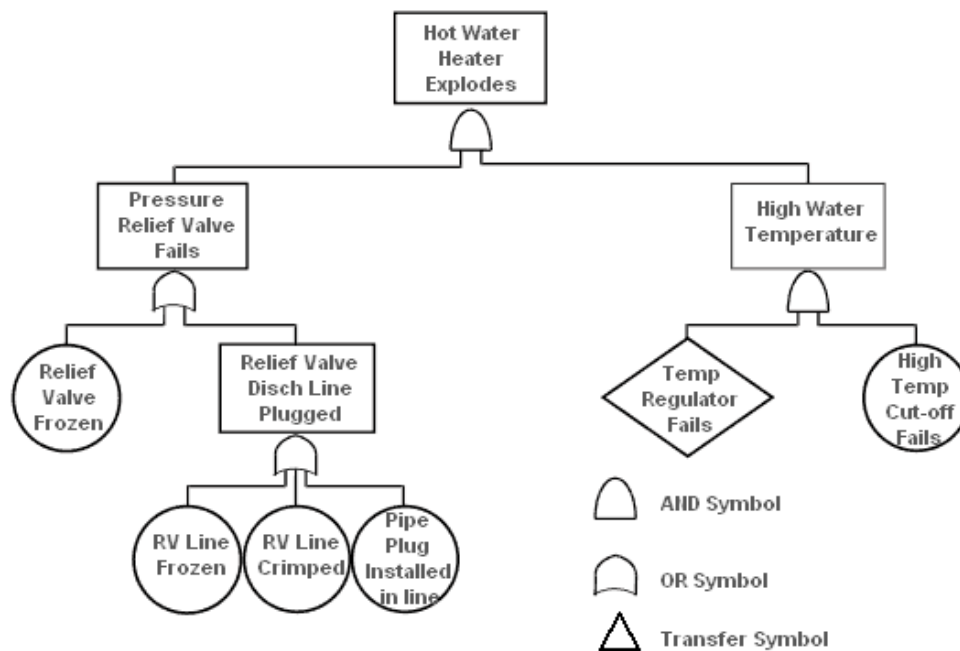 Hot Water
Heater
Explodes
Pressure
Relief Valve
Fails
High Water
Temperature
Relief
Valve
Frozen
Relief Valve
Disch Line
Plugged
Temp
Regulator
Fails
High
Temp
Cut-off
Fails
RV Line
Frozen
RV Line
Crimped
Pipe
Plug
Installed
in line
AND Symbol
OR Symbol
Transfer Symbol